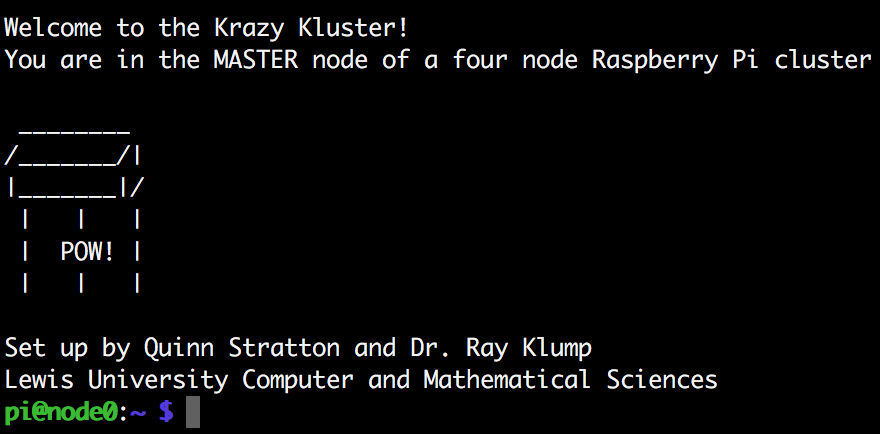 Welcome to the Krazy Kluster!
You are in the MASTER node of a four node Raspberry Pi cluster
 ________
/_______/|
|_______|/
 |   |   |
 |  POW! |
 |   |   |
Set up by Quinn Stratton and Dr. Ray Klump
Lewis University Computer and Mathematical Sciences
pi@node0:~ $